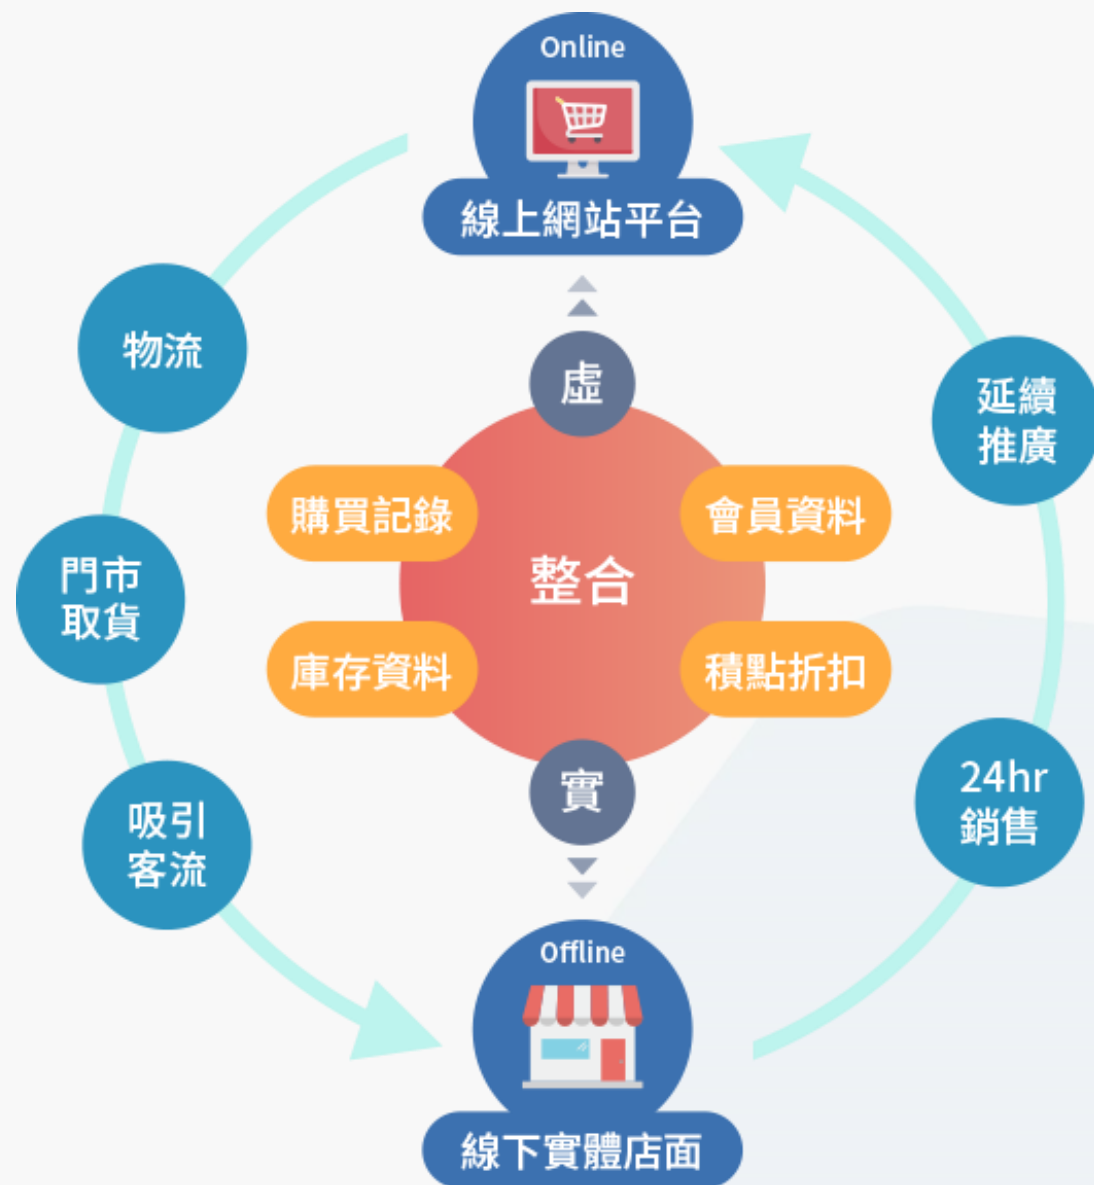 Online
線上網站平台
物流
虛
延續
推廣
購買記錄
會員資料
門市
取貨
整合
庫存資料
積點折扣
吸引
客流
實
24hr
銷售
Offline
線下實體店面